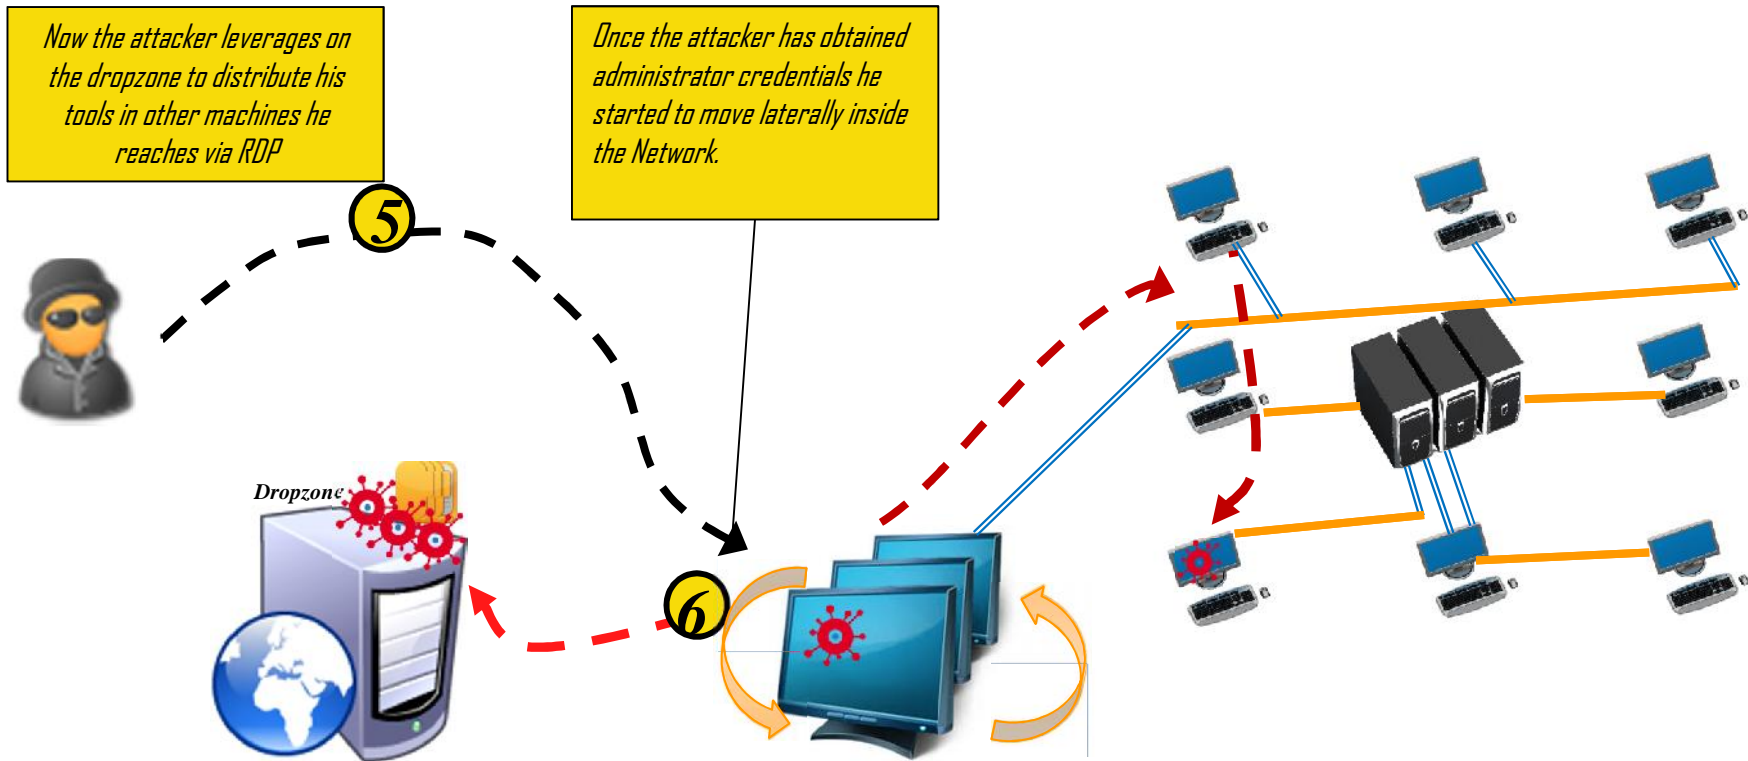 Now the attacker leverages on
the dropzone to distribute his
tools in other machines he
reaches via RDP
Once the attacker has obtained
administrator credentials he
started to move laterally inside
the Network.
5
Dropzone
6